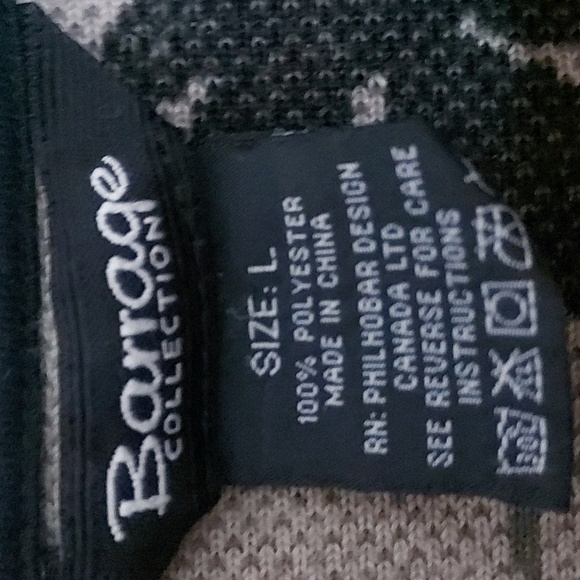 Barrage
COLLECTION
SIZE: L
100% POLYESTER
MADE IN CHINA
RN: PHILHOBAR DESIGN
CANADA LTD
SEE REVERSE FOR CARE
INSTRUCTIONS